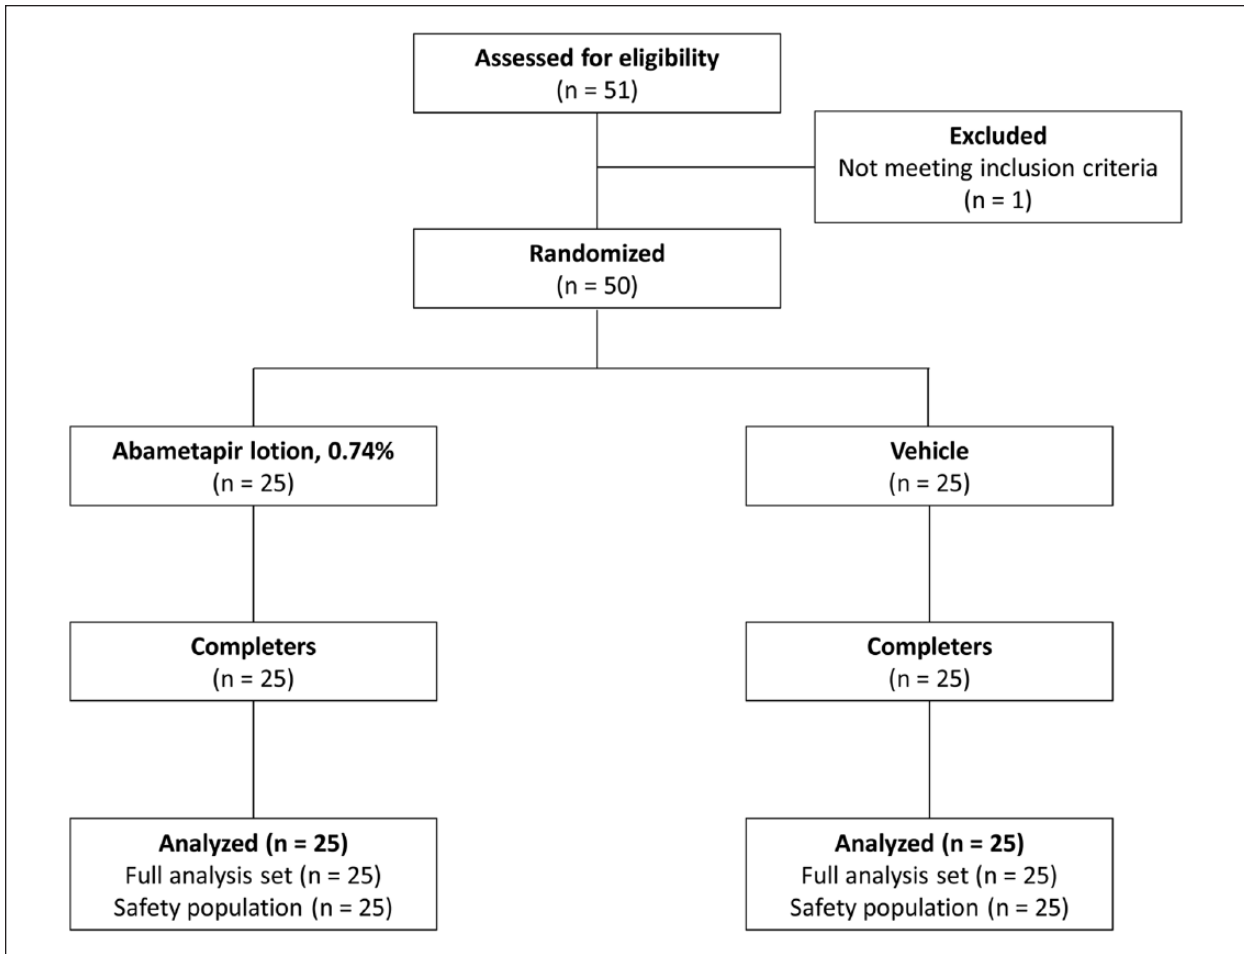 Assessed for eligibility
(n = 51)
Excluded
Not meeting inclusion criteria
(n = 1)
Randomized
(n = 50)
Abametapir lotion, 0.74%
(n = 25)
Vehicle
(n = 25)
Completers
(n = 25)
Completers
(n = 25)
Analyzed (n = 25)
Full analysis set (n = 25)
Safety population (n = 25)
Analyzed (n = 25)
Full analysis set (n = 25)
Safety population (n = 25)